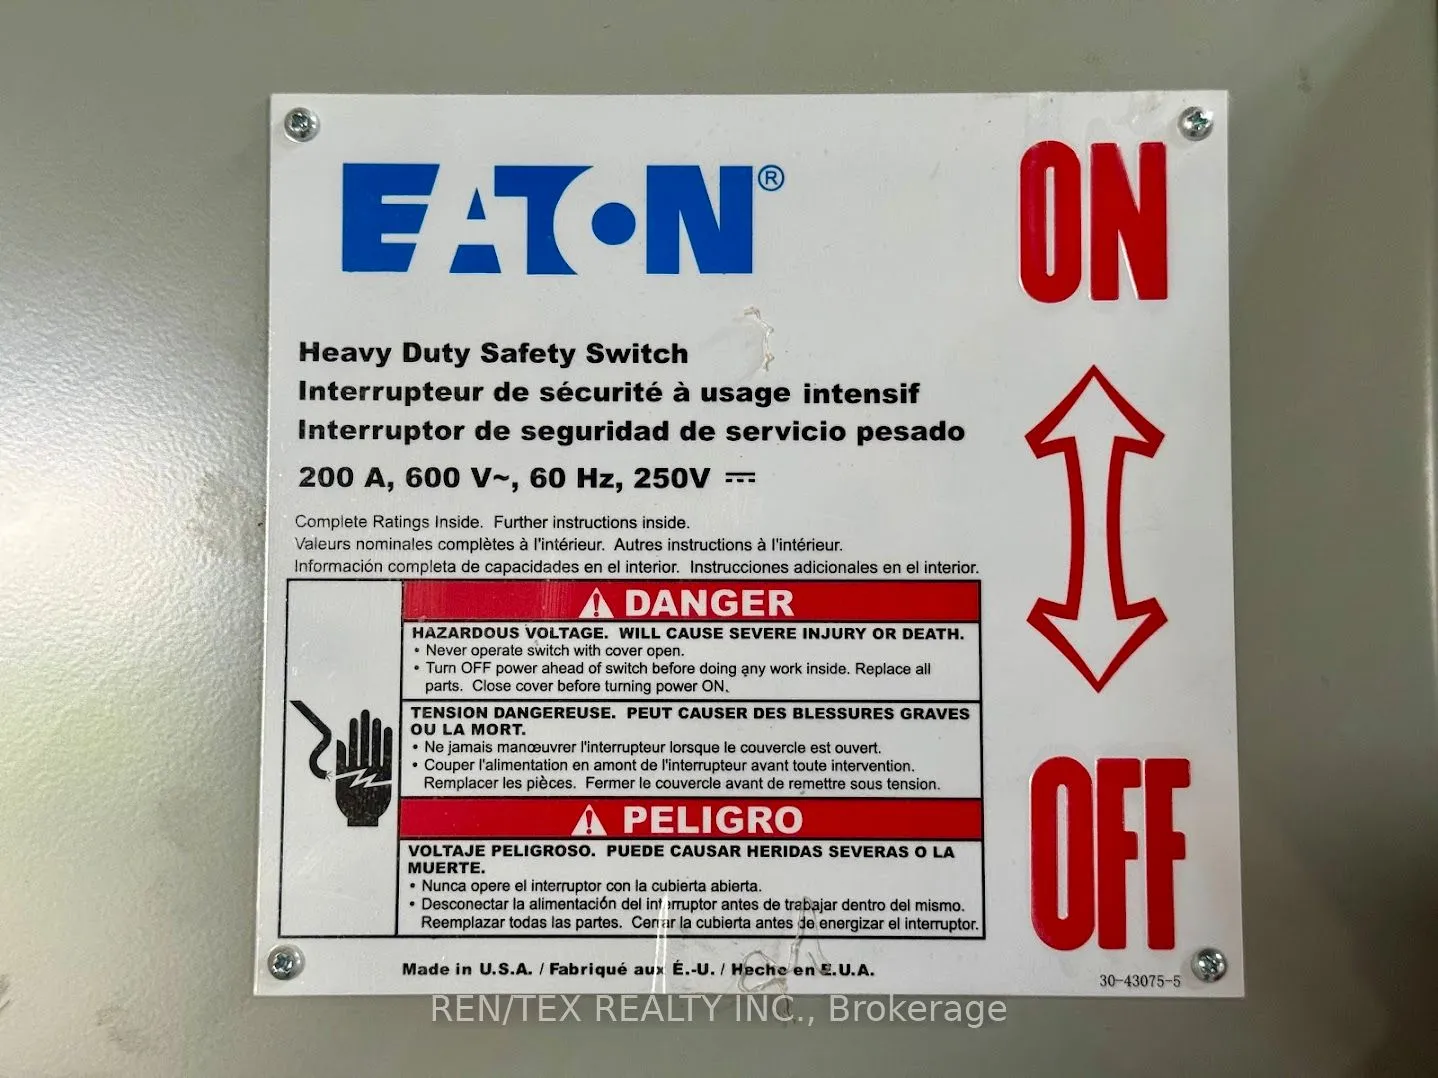 EATON®
ON
Heavy Duty Safety Switch
Interrupteur de sécurité à usage intensif
Interruptor de seguridad de servicio pesado
200 A, 600 V~, 60 Hz, 250V ⎓
Complete Ratings Inside. Further instructions inside.
Valeurs nominales complètes à l'intérieur. Autres instructions à l'intérieur.
Información completa de capacidades en el interior. Instrucciones adicionales en el interior.
⚠ DANGER
HAZARDOUS VOLTAGE. WILL CAUSE SEVERE INJURY OR DEATH.
• Never operate switch with cover open.
• Turn OFF power ahead of switch before doing any work inside. Replace all
parts. Close cover before turning power ON.
TENSION DANGEREUSE. PEUT CAUSER DES BLESSURES GRAVES
OU LA MORT.
• Ne jamais manœuvrer l'interrupteur lorsque le couvercle est ouvert.
• Couper l'alimentation en amont de l'interrupteur avant toute intervention.
Remplacer les pièces. Fermer le couvercle avant de remettre sous tension.
⚠ PELIGRO
VOLTAJE PELIGROSO. PUEDE CAUSAR HERIDAS SEVERAS O LA
MUERTE.
• Nunca opere el interruptor con la cubierta abierta.
• Desconectar la alimentación del interruptor antes de trabajar dentro del mismo.
Reemplazar todas las partes. Cerrar la cubierta antes de energizar el interruptor.
OFF
Made in U.S.A. / Fabriqué aux É.-U. / Hecho en E.U.A.
30-43075-5
REN/TEX REALTY INC., Brokerage